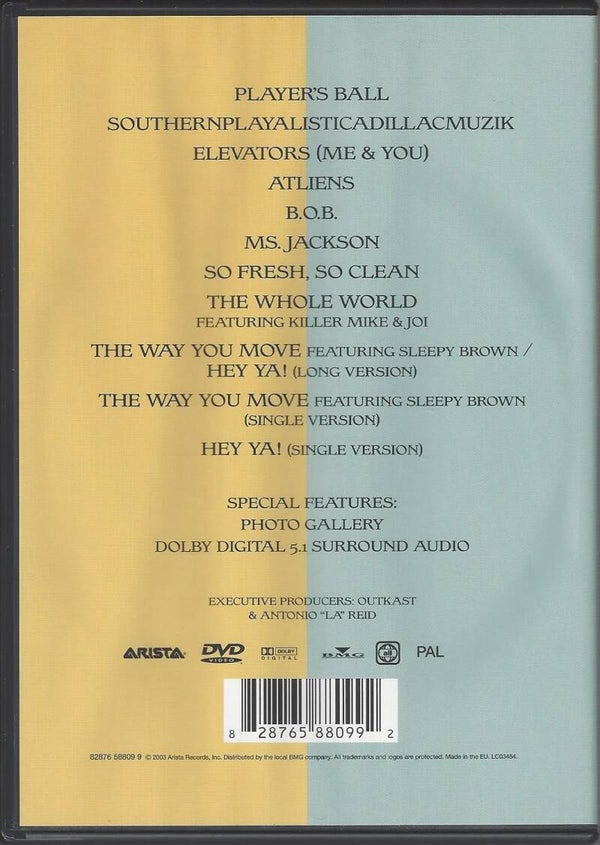 PLAYER'S BALL
SOUTHERNPLAYALISTICADILLACMUZIK
ELEVATORS (ME & YOU)
ATLIENS
B.O.B.
MS. JACKSON
SO FRESH, SO CLEAN
THE WHOLE WORLD
FEATURING KILLER MIKE & JOI
THE WAY YOU MOVE FEATURING SLEEPY BROWN /
HEY YA! (LONG VERSION)
THE WAY YOU MOVE FEATURING SLEEPY BROWN
(SINGLE VERSION)
HEY YA! (SINGLE VERSION)
SPECIAL FEATURES:
PHOTO GALLERY
DOLBY DIGITAL 5.1 SURROUND AUDIO
EXECUTIVE PRODUCERS: OUTKAST
& ANTONIO "LA" REID
ARISTA DVD VIDEO DOLBY DIGITAL BMG all PAL
8 28765 88099 2
82876 58809 9 © 2003 Arista Records, Inc. Distributed by the local BMG company. All trademarks and logos are protected. Made in the EU. LC03484.